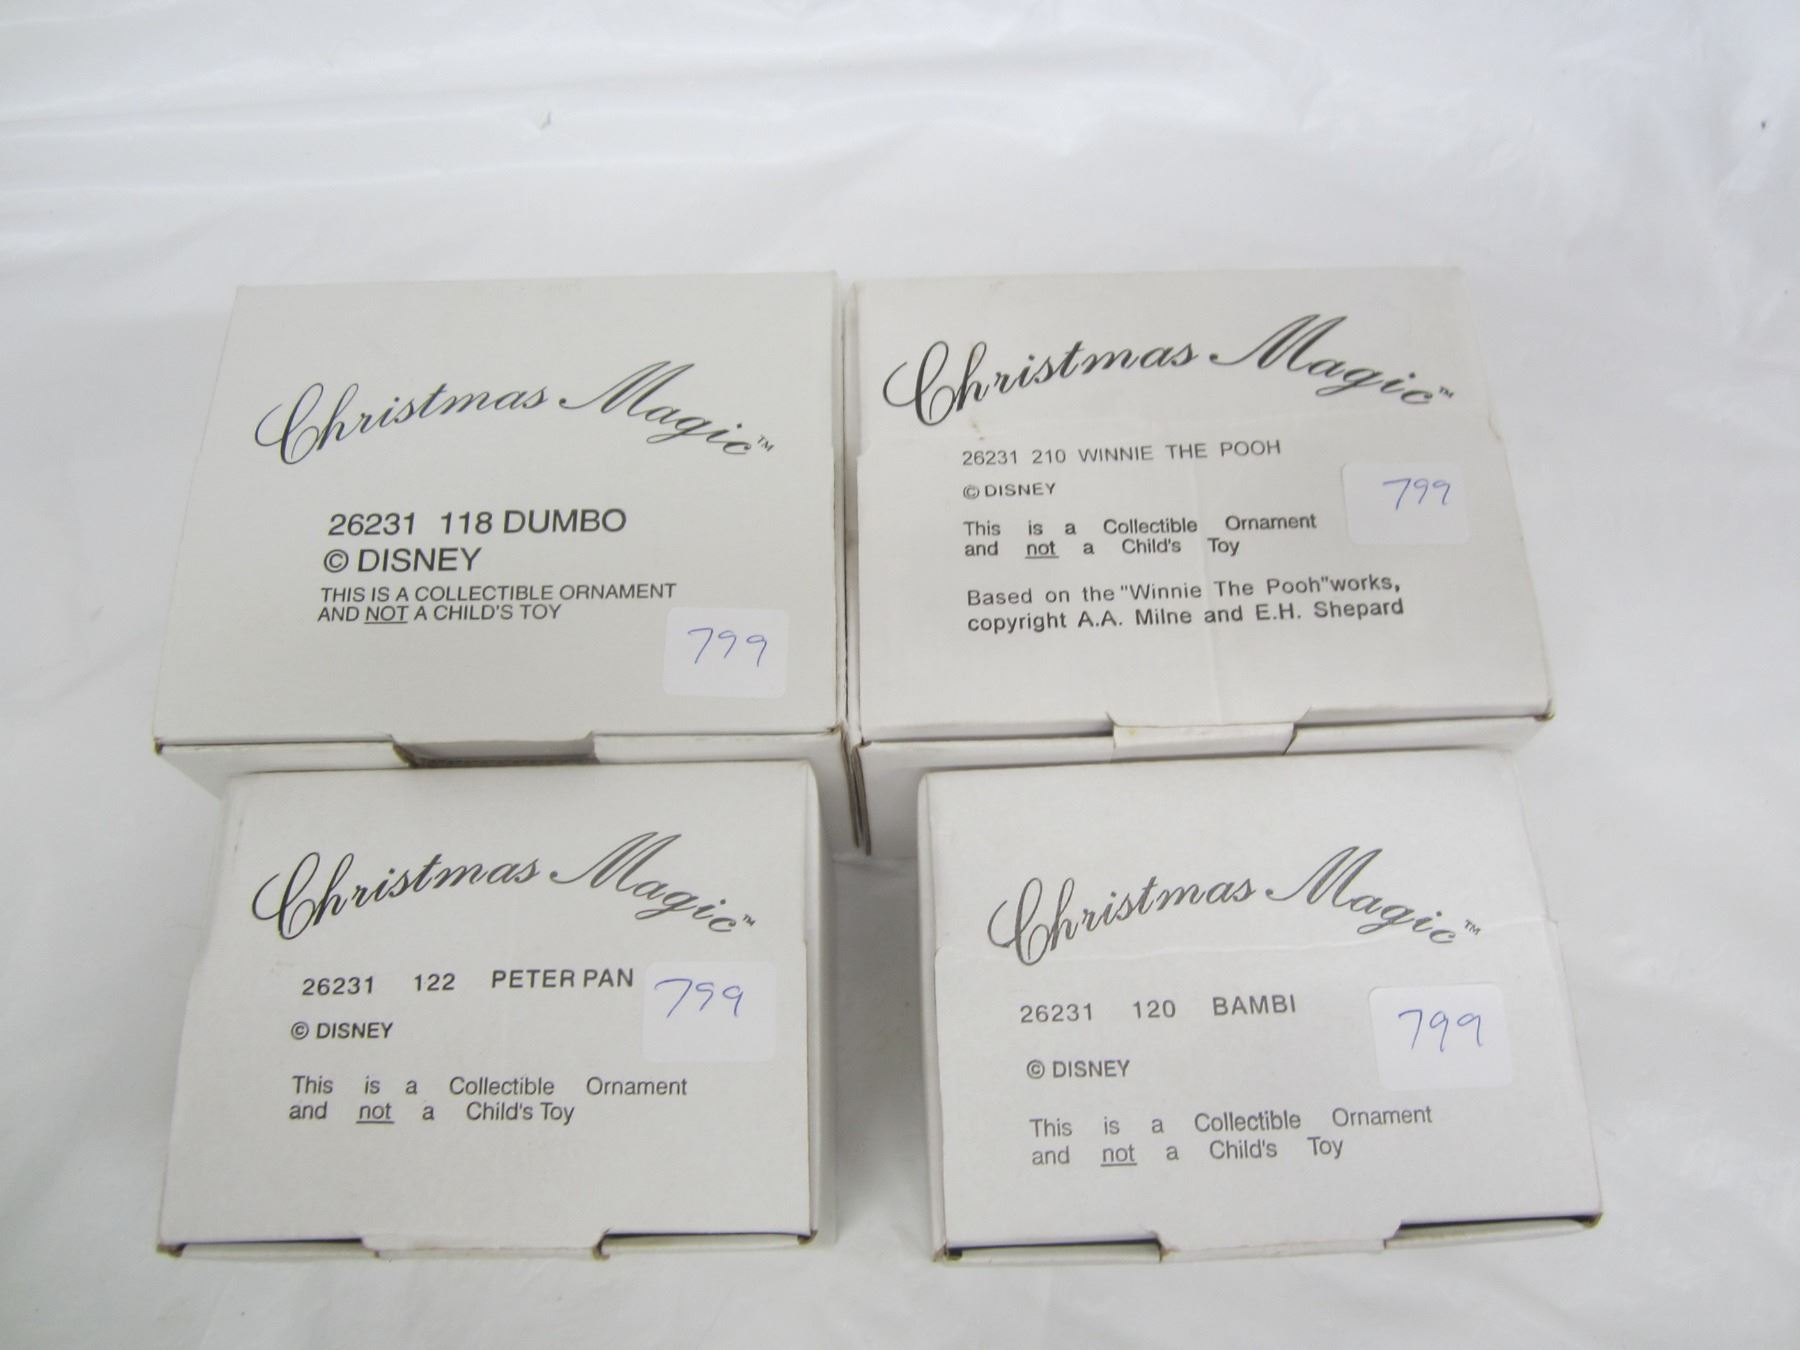 Christmas Magic™
26231 118 DUMBO
© DISNEY
THIS IS A COLLECTIBLE ORNAMENT
AND NOT A CHILD'S TOY
799
Christmas Magic™
26231 210 WINNIE THE POOH
© DISNEY
This is a Collectible Ornament
and not a Child's Toy
799
Based on the "Winnie The Pooh"works,
copyright A.A. Milne and E.H. Shepard
Christmas Magic™
26231 122 PETER PAN
799
© DISNEY
This is a Collectible Ornament
and not a Child's Toy
Christmas Magic™
26231 120 BAMBI
799
© DISNEY
This is a Collectible Ornament
and not a Child's Toy